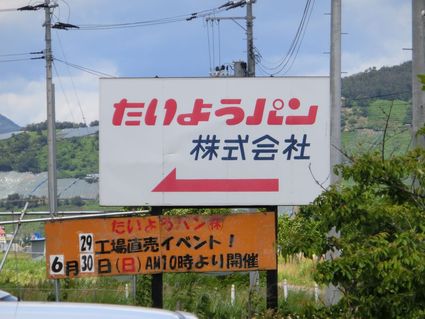 たいようパン
株式会社
たいようパン㈱
工場直売イベント！
6月29 30日(日)AM10時より開催